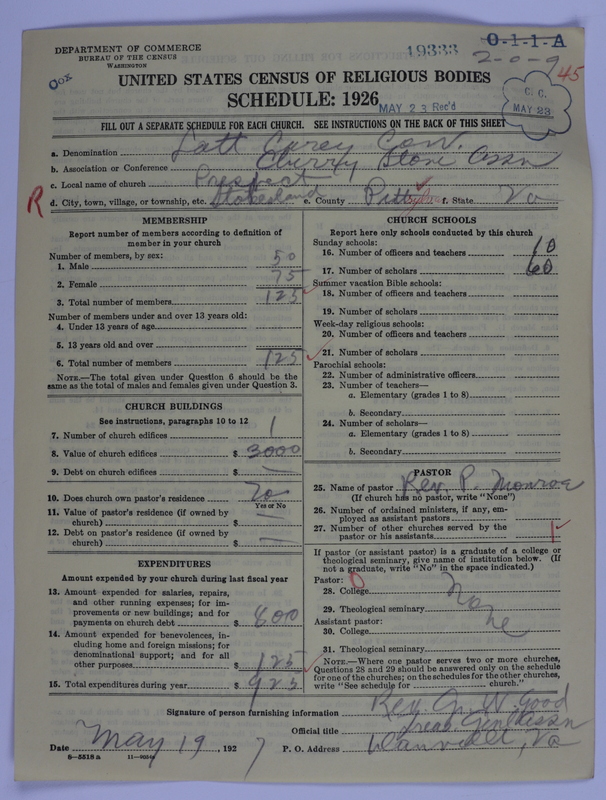 DEPARTMENT OF COMMERCE
BUREAU OF THE CENSUS
WASHINGTON
19333
O-1-1-A
2-0-9
45
UNITED STATES CENSUS OF RELIGIOUS BODIES
SCHEDULE: 1926
MAY 23 Rec'd
C. C.
MAY 23
FILL OUT A SEPARATE SCHEDULE FOR EACH CHURCH. SEE INSTRUCTIONS ON THE BACK OF THIS SHEET
a. Denomination Latt Carey Con.
b. Association or Conference Cherry Stone Assn
c. Local name of church Prospect
R d. City, town, village, or township, etc. Stokesland e. County Pittsylva f. State Va
MEMBERSHIP
Report number of members according to definition of member in your church
Number of members, by sex:
1. Male 50
2. Female 75
3. Total number of members 125
Number of members under and over 13 years old:
4. Under 13 years of age
5. 13 years old and over
6. Total number of members 125
NOTE.—The total given under Question 6 should be the same as the total of males and females given under Question 3.
CHURCH BUILDINGS
See instructions, paragraphs 10 to 12
7. Number of church edifices 1
8. Value of church edifices $ 3000
9. Debt on church edifices $ —
10. Does church own pastor's residence No
Yes or No
11. Value of pastor's residence (if owned by church) $ —
12. Debt on pastor's residence (if owned by church) $ —
EXPENDITURES
Amount expended by your church during last fiscal year
13. Amount expended for salaries, repairs, and other running expenses; for improvements or new buildings; and for payments on church debt $ 800
14. Amount expended for benevolences, including home and foreign missions; for denominational support; and for all other purposes $ 125
15. Total expenditures during year $ 925
CHURCH SCHOOLS
Report here only schools conducted by this church
Sunday schools:
16. Number of officers and teachers 10
17. Number of scholars 60
Summer vacation Bible schools:
18. Number of officers and teachers
19. Number of scholars
Week-day religious schools:
20. Number of officers and teachers
21. Number of scholars
Parochial schools:
22. Number of administrative officers
23. Number of teachers—
a. Elementary (grades 1 to 8)
b. Secondary
24. Number of scholars—
a. Elementary (grades 1 to 8)
b. Secondary
PASTOR
25. Name of pastor Rev. P. Monroe
(If church has no pastor, write "None")
26. Number of ordained ministers, if any, employed as assistant pastors
27. Number of other churches served by the pastor or his assistants 1
If pastor (or assistant pastor) is a graduate of a college or theological seminary, give name of institution below. (If not a graduate, write "No" in the space indicated.)
Pastor: 0
28. College None
29. Theological seminary
Assistant pastor:
30. College
31. Theological seminary
NOTE.—Where one pastor serves two or more churches, Questions 28 and 29 should be answered only on the schedule for one of the churches; on the schedules for the other churches, write "See schedule for church."
Signature of person furnishing information Rev. G. W. Good
Official title Treas Genl Assn
Date May 19, 1927 P. O. Address Danville, Va
6—5518 a